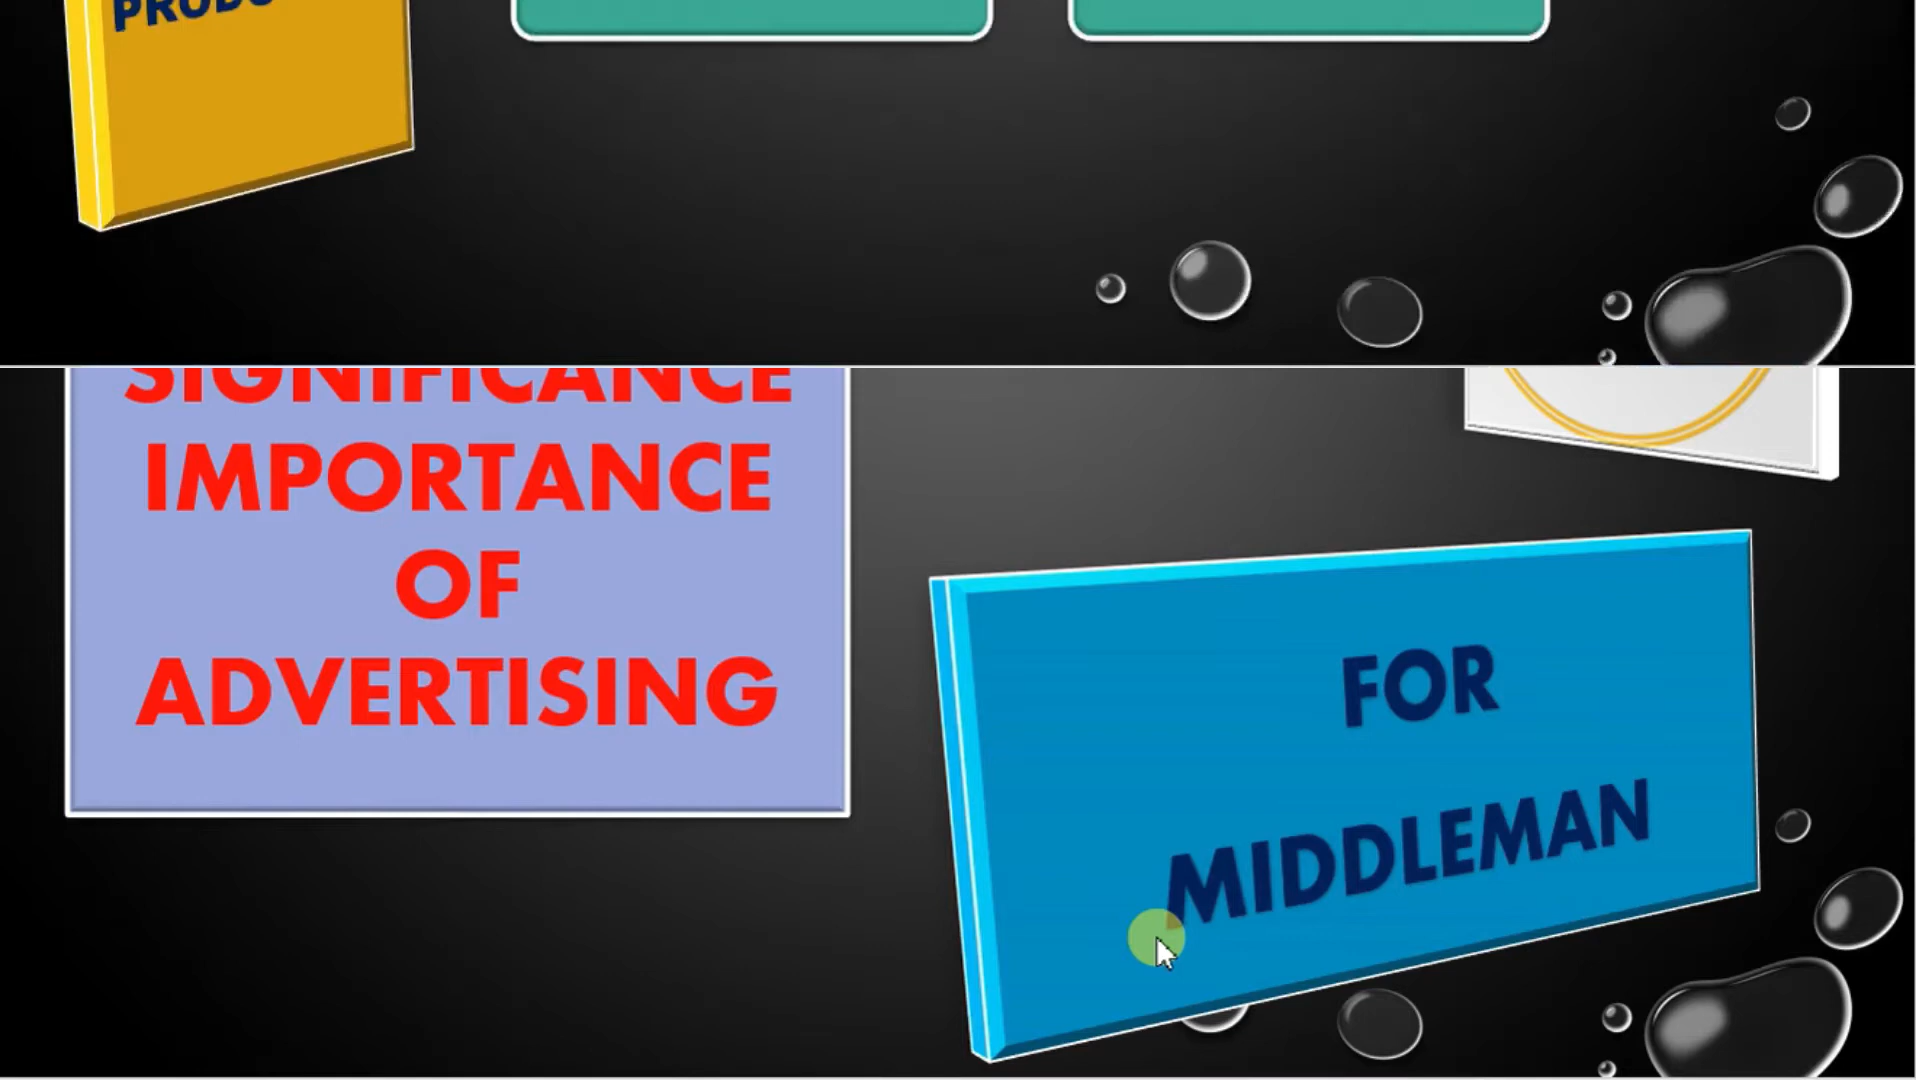 SIGNIFICANCE
IMPORTANCE
OF
ADVERTISING
FOR
MIDDLEMAN